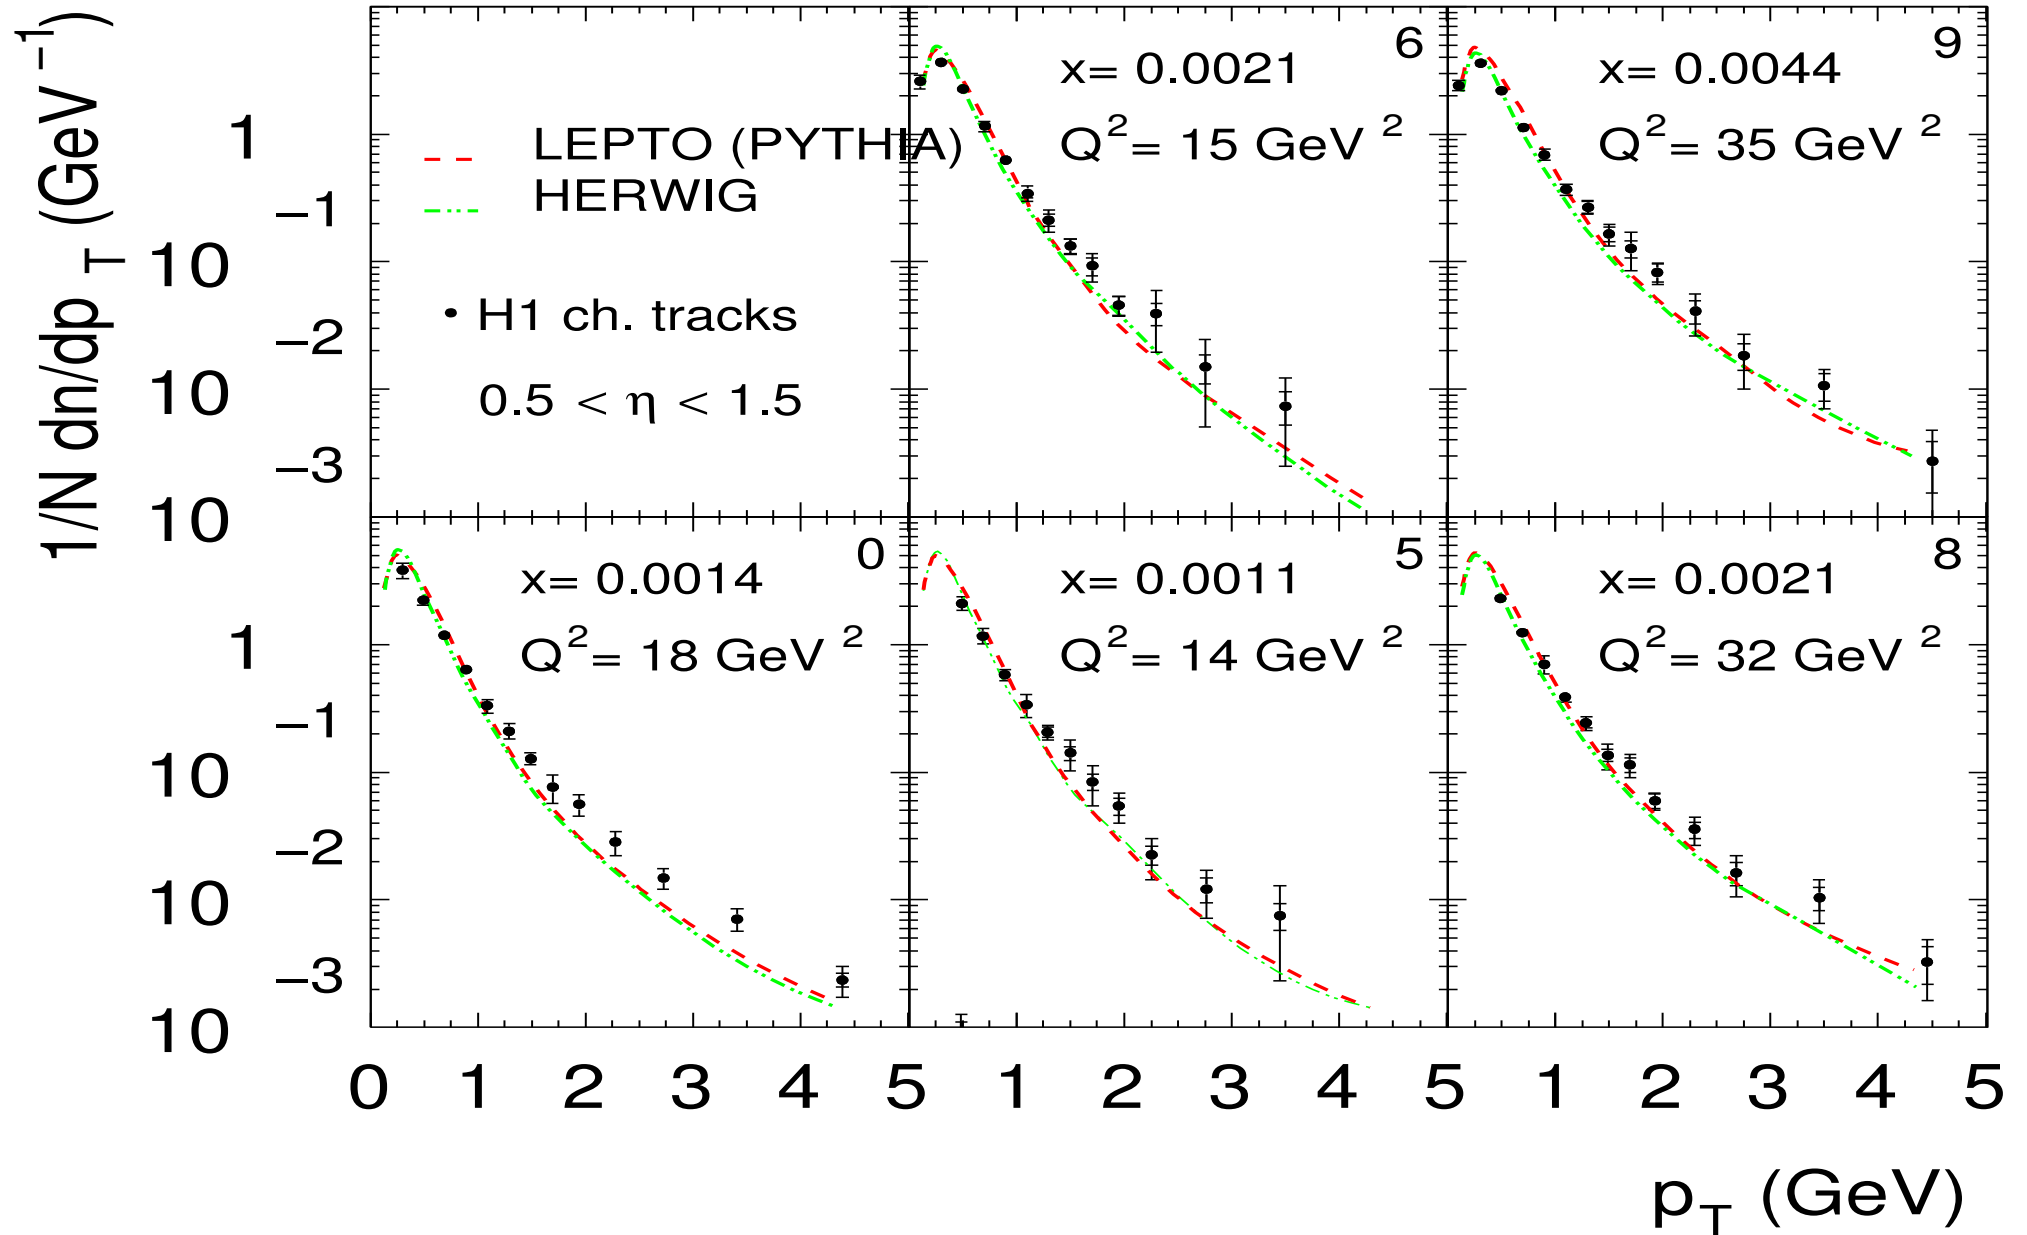 1/N dn/dp T (GeV −1)
1
10 −1
10 −2
10 −3
LEPTO (PYTHIA)
HERWIG
H1 ch. tracks
0.5 < η < 1.5
6
x= 0.0021
Q2= 15 GeV 2
9
x= 0.0044
Q2= 35 GeV 2
1
10 −1
10 −2
10 −3
0
x= 0.0014
Q2= 18 GeV 2
5
x= 0.0011
Q2= 14 GeV 2
8
x= 0.0021
Q2= 32 GeV 2
0 1 2 3 4 5 1 2 3 4 5 1 2 3 4 5
pT (GeV)